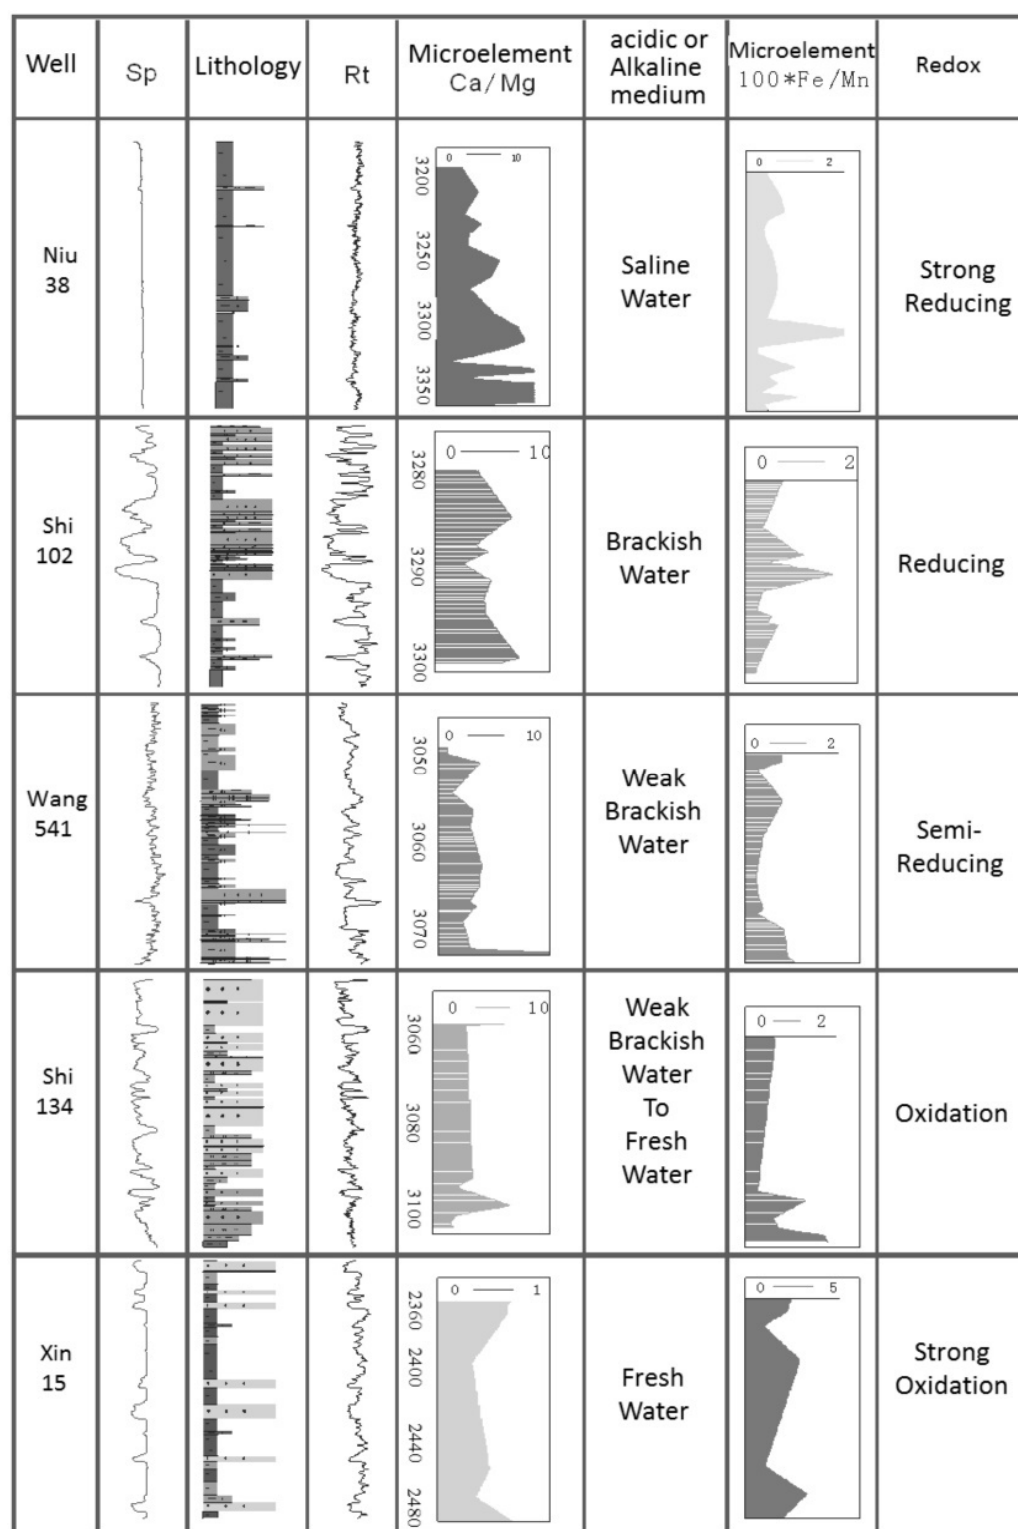 Well
Sp
Lithology
Rt
Microelement
Ca/Mg
acidic or
Alkaline
medium
Microelement
100*Fe/Mn
Redox
Niu
38
0 10
3200
3250
3300
3350
Saline
Water
0 2
Strong
Reducing
Shi
102
0 10
3280
3290
3300
Brackish
Water
0 2
Reducing
Wang
541
0 10
3050
3060
3070
Weak
Brackish
Water
0 2
Semi-
Reducing
Shi
134
0 10
3060
3080
3100
Weak
Brackish
Water
To
Fresh
Water
0 2
Oxidation
Xin
15
0 1
2360
2400
2440
2480
Fresh
Water
0 5
Strong
Oxidation